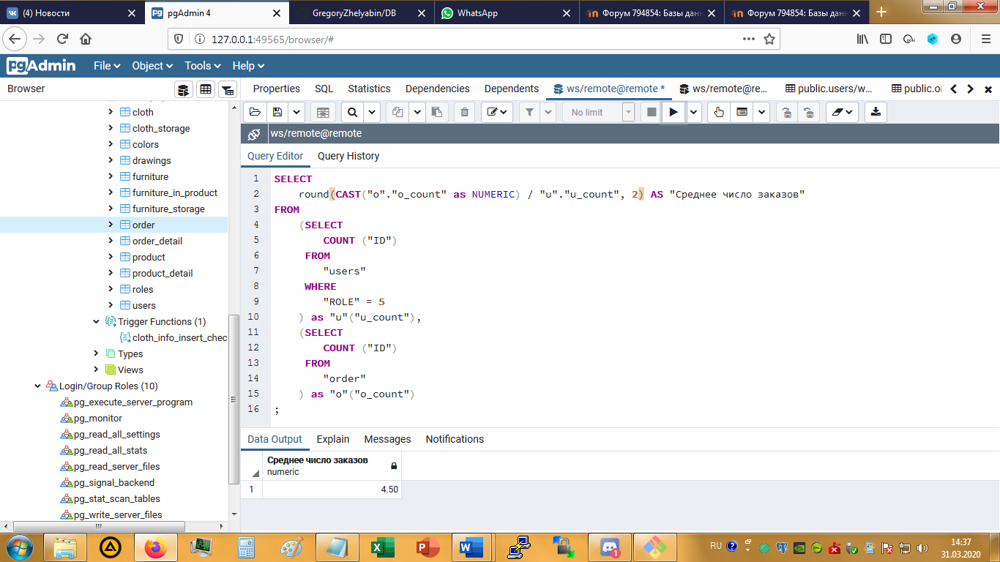 (4) Новости
pgAdmin 4
GregoryZhelyabin/DB
WhatsApp
Форум 794854: Базы данн
Форум 794854: Базы данн
127.0.0.1:49565/browser/#
pgAdmin
File
Object
Tools
Help
Browser
Properties
SQL
Statistics
Dependencies
Dependents
ws/remote@remote *
ws/remote@re...
public.users/w...
public.o
cloth
cloth_storage
colors
drawings
furniture
furniture_in_product
furniture_storage
order
order_detail
product
product_detail
roles
users
Trigger Functions (1)
cloth_info_insert_chec
Types
Views
Login/Group Roles (10)
pg_execute_server_program
pg_monitor
pg_read_all_settings
pg_read_all_stats
pg_read_server_files
pg_signal_backend
pg_stat_scan_tables
pg_write_server_files
No limit
ws/remote@remote
Query Editor
Query History
1 SELECT
2 round(CAST("o"."o_count" as NUMERIC) / "u"."u_count", 2) AS "Среднее число заказов"
3 FROM
4 (SELECT
5 COUNT ("ID")
6 FROM
7 "users"
8 WHERE
9 "ROLE" = 5
10 ) as "u"("u_count"),
11 (SELECT
12 COUNT ("ID")
13 FROM
14 "order"
15 ) as "o"("o_count")
16 ;
Data Output
Explain
Messages
Notifications
Среднее число заказов
numeric
1 4.50
RU
14:37
31.03.2020